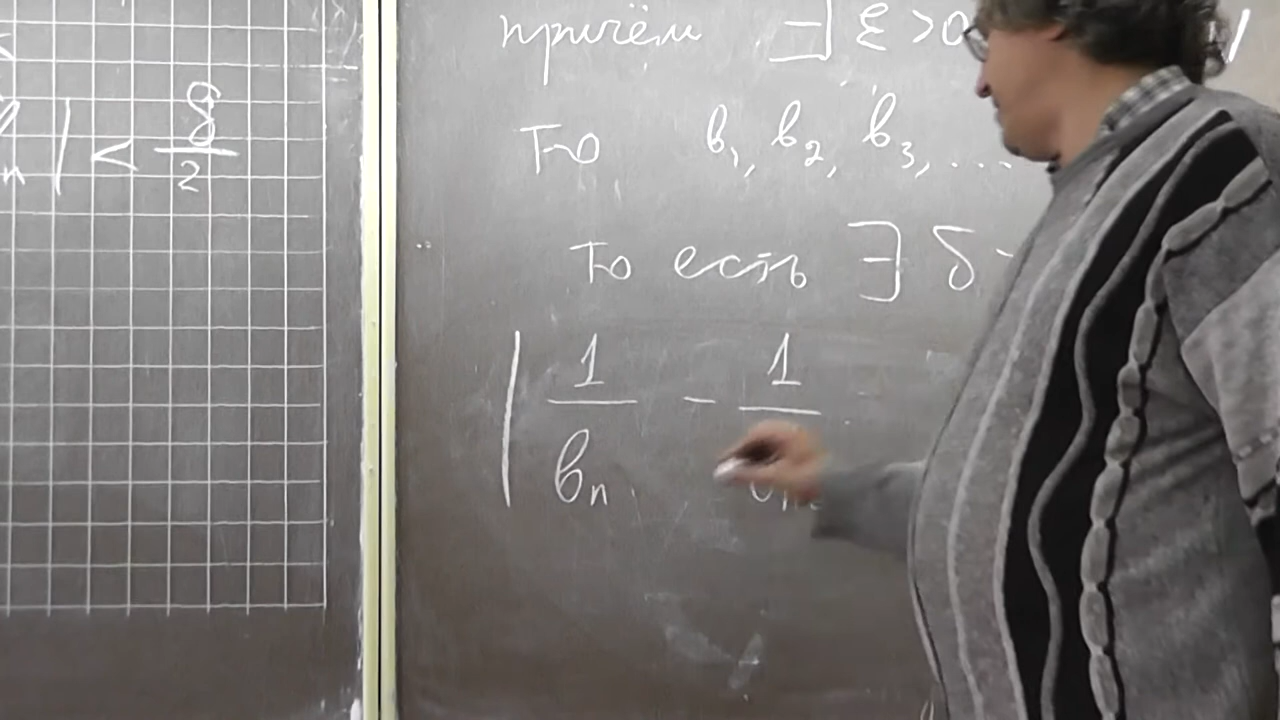 | < δ/2
n
причём ∃ ε > 0
То b₁, b₂, b₃, ....
То есть ∃ δ
| 1/bₙ - 1/